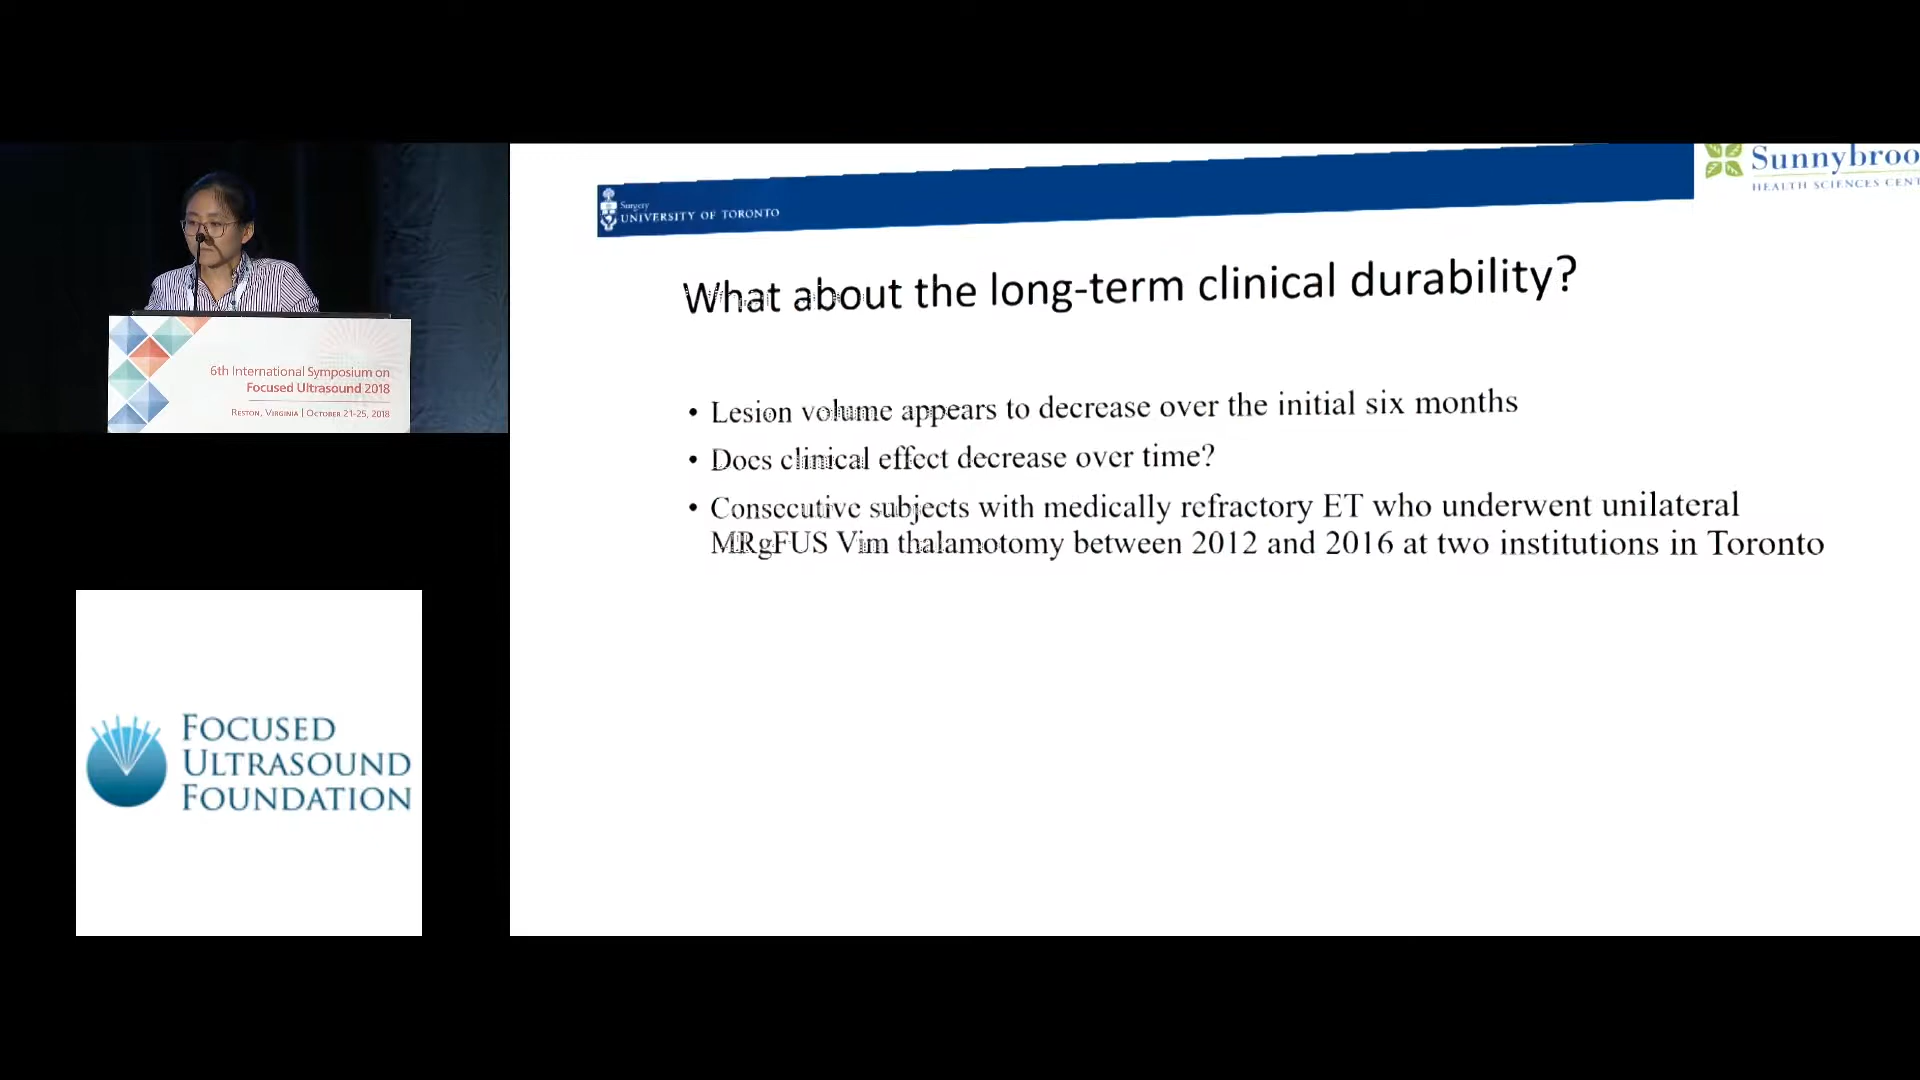 Surgery
UNIVERSITY OF TORONTO
HEALTH SCIENCES
What about the long-term clinical durability?
• Lesion volume appears to decrease over the initial six months
• Does clinical effect decrease over time?
• Consecutive subjects with medically refractory ET who underwent unilateral
MRgFUS Vim thalamotomy between 2012 and 2016 at two institutions in Toronto
6th International Symposium on
Focused Ultrasound 2018
RESTON, VIRGINIA | OCTOBER 21-25, 2018
FOCUSED
ULTRASOUND
FOUNDATION